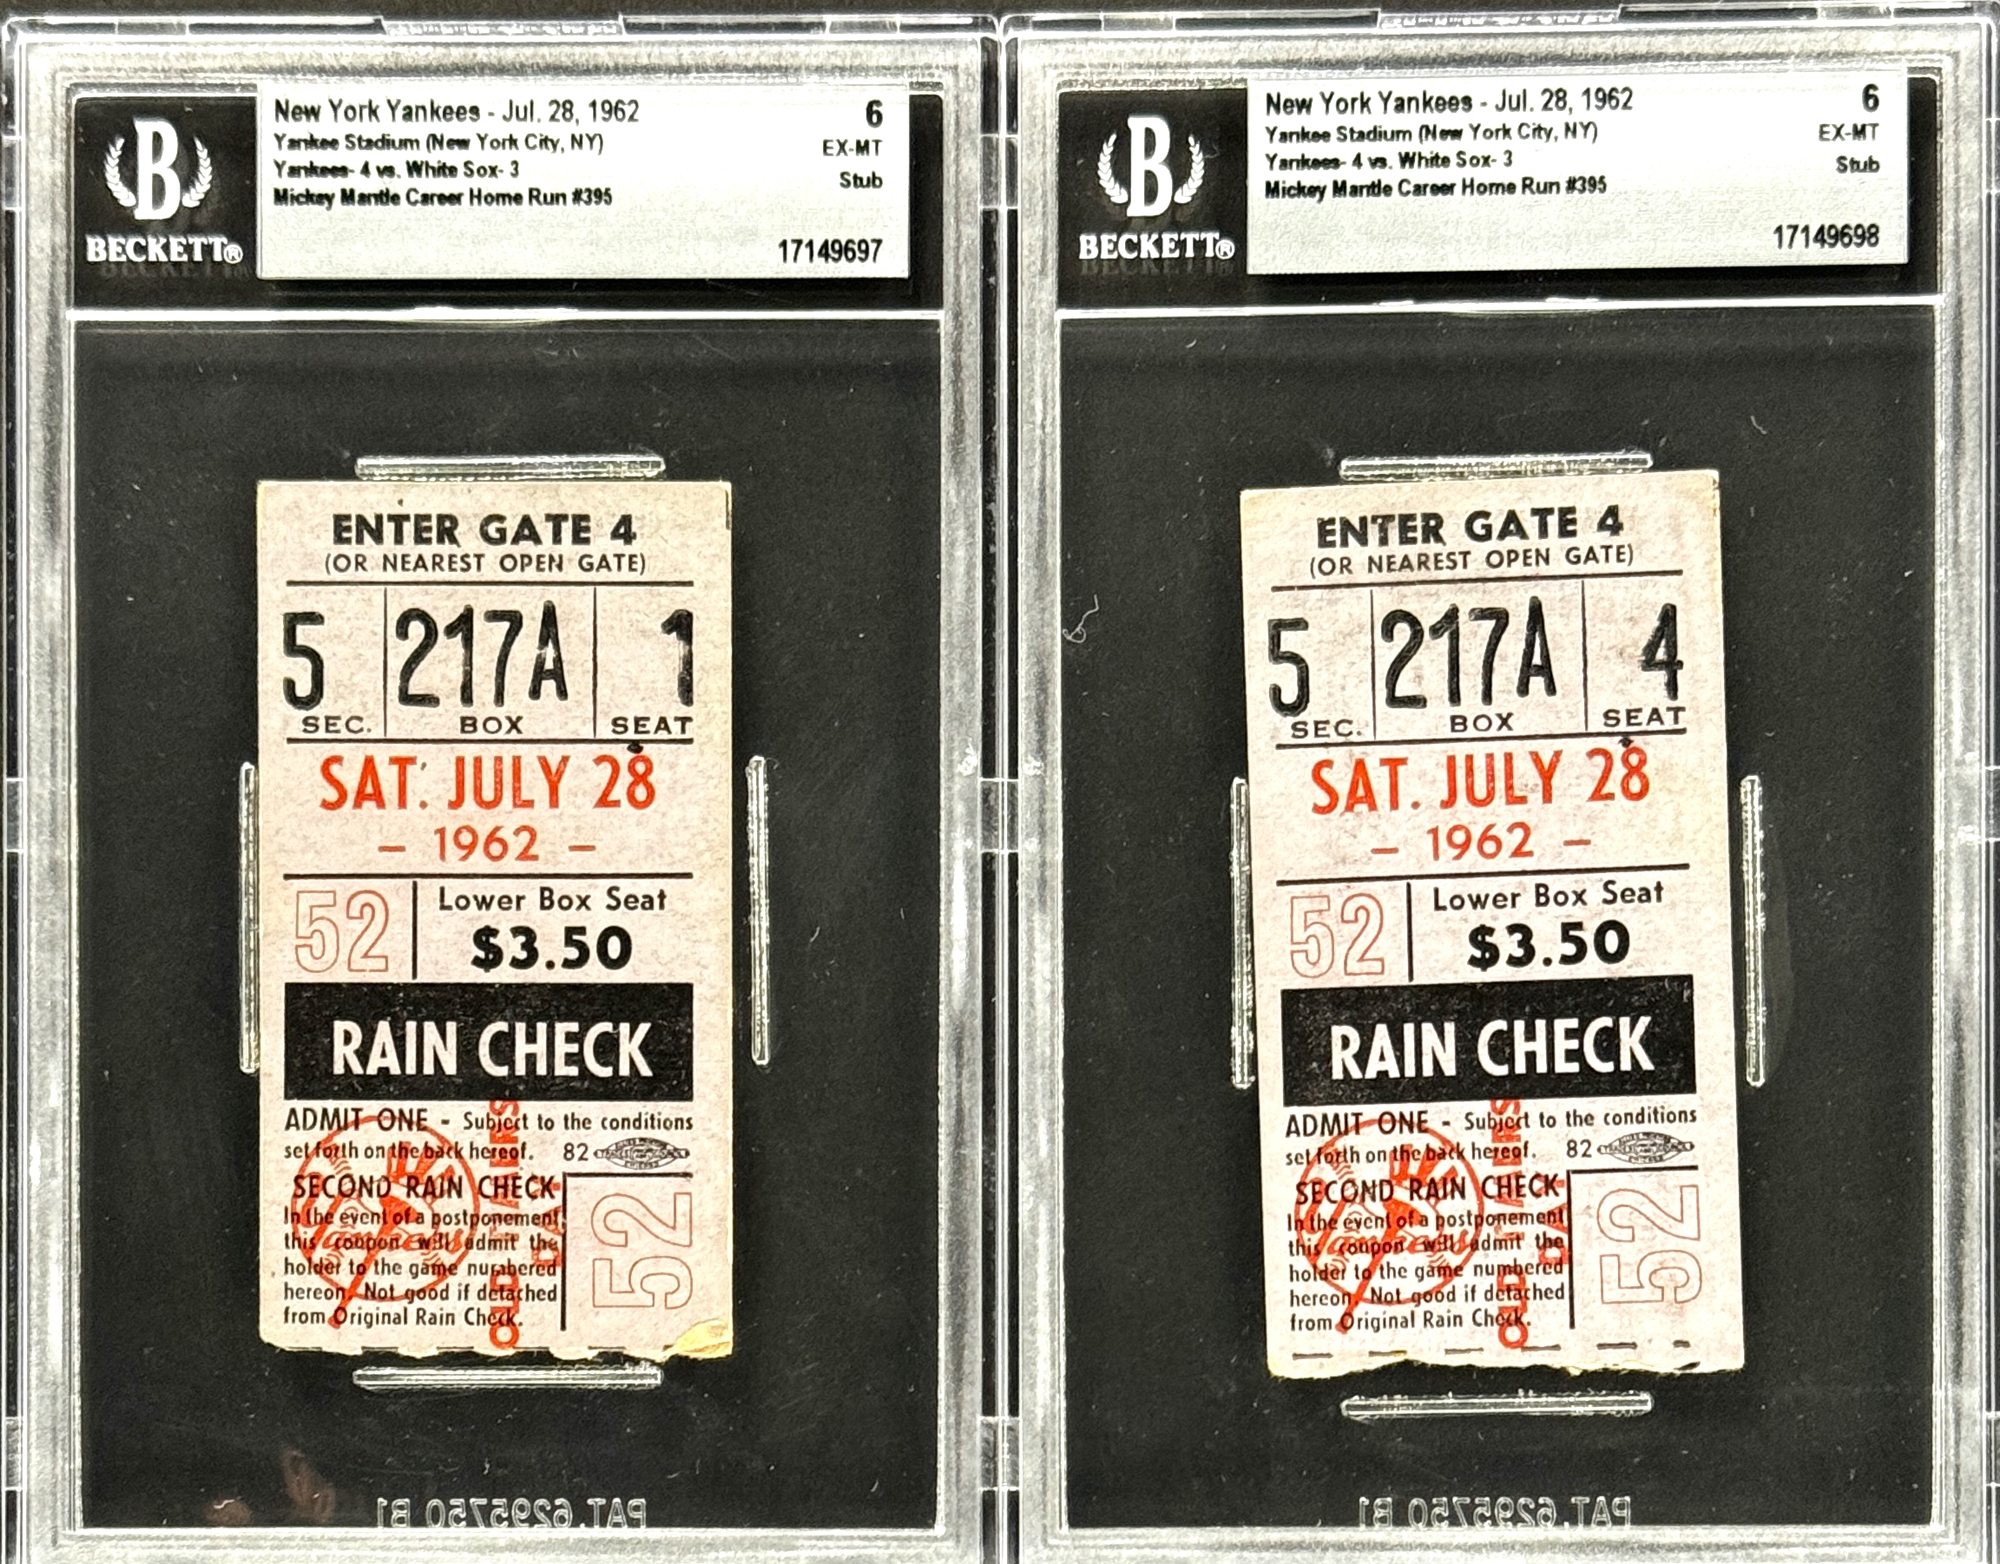 New York Yankees - Jul. 28, 1962
6
Yankee Stadium (New York City, NY)
EX-MT
Yankees- 4 vs. White Sox- 3
Stub
Mickey Mantle Career Home Run #395
17149697
B
BECKETT®
ENTER GATE 4
(OR NEAREST OPEN GATE)
5 217A 1
SEC. BOX SEAT
SAT. JULY 28
– 1962 –
52
Lower Box Seat
$3.50
RAIN CHECK
ADMIT ONE - Subject to the conditions
set forth on the back hereof. 82
SECOND RAIN CHECK
In the event of a postponement
this coupon will admit the
holder to the game numbered
hereon. Not good if detached
from Original Rain Check.
52
Yankees
OLD TIMERS
DAY
PAT.6295750 B1
New York Yankees - Jul. 28, 1962
6
Yankee Stadium (New York City, NY)
EX-MT
Yankees- 4 vs. White Sox- 3
Stub
Mickey Mantle Career Home Run #395
17149698
B
BECKETT®
ENTER GATE 4
(OR NEAREST OPEN GATE)
5 217A 4
SEC. BOX SEAT
SAT. JULY 28
– 1962 –
52
Lower Box Seat
$3.50
RAIN CHECK
ADMIT ONE - Subject to the conditions
set forth on the back hereof. 82
SECOND RAIN CHECK
In the event of a postponement
this coupon will admit the
holder to the game numbered
hereon. Not good if detached
from Original Rain Check.
52
Yankees
OLD TIMERS
DAY
PAT.6295750 B1